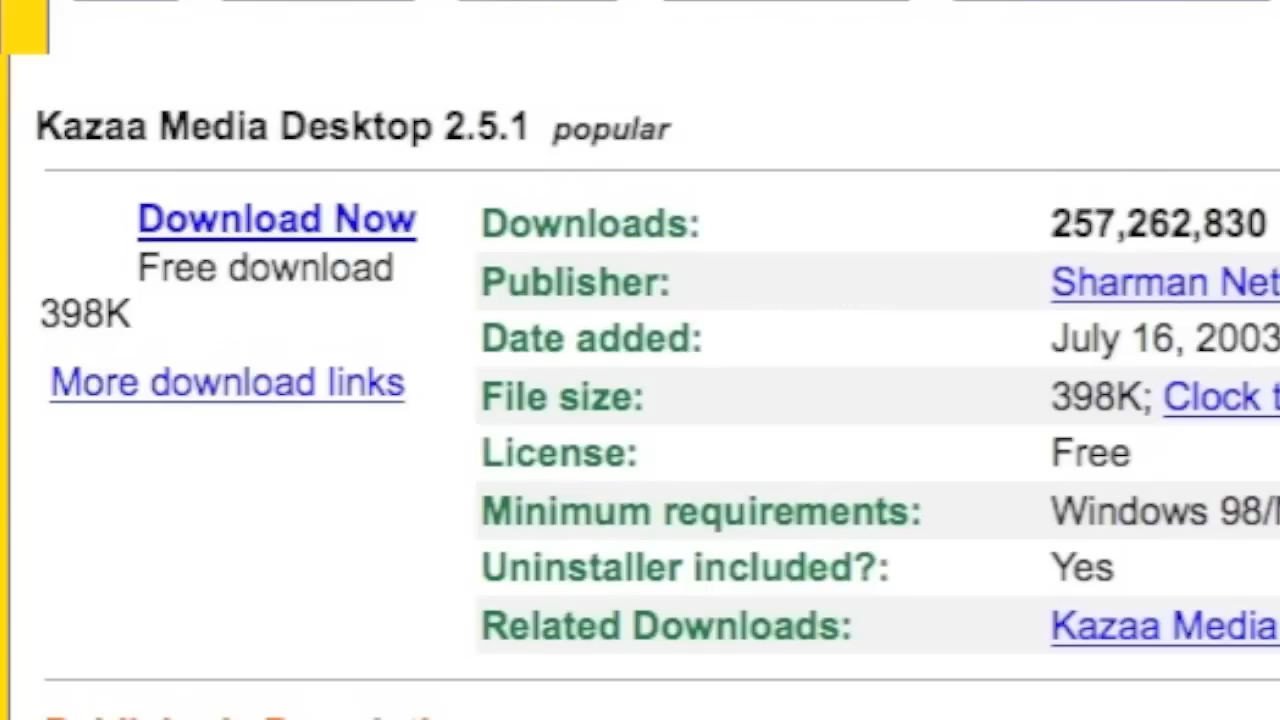 Kazaa Media Desktop 2.5.1 popular
Download Now
Free download
398K
More download links
Downloads: 257,262,830
Publisher: Sharman Net
Date added: July 16, 2003
File size: 398K; Clock t
License: Free
Minimum requirements: Windows 98/
Uninstaller included?: Yes
Related Downloads: Kazaa Media